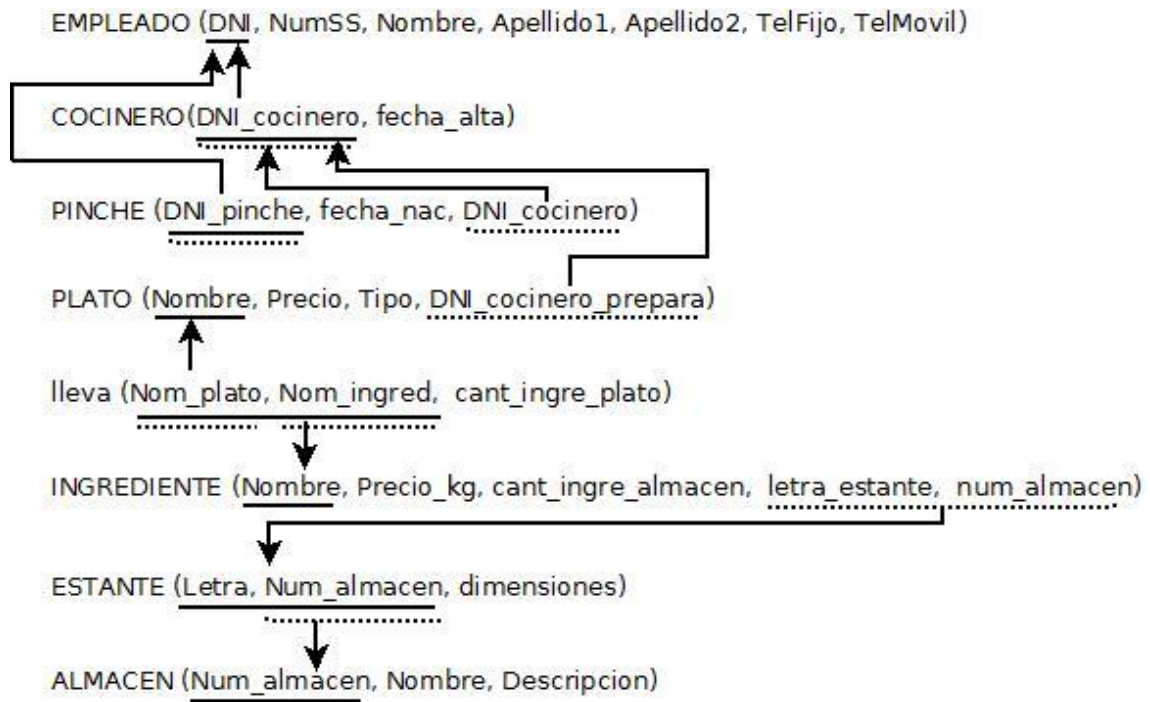 EMPLEADO (DNI, NumSS, Nombre, Apellido1, Apellido2, TelFijo, TelMovil)
COCINERO(DNI_cocinero, fecha_alta)
PINCHE (DNI_pinche, fecha_nac, DNI_cocinero)
PLATO (Nombre, Precio, Tipo, DNI_cocinero_prepara)
lleva (Nom_plato, Nom_ingred, cant_ingre_plato)
INGREDIENTE (Nombre, Precio_kg, cant_ingre_almacen, letra_estante, num_almacen)
ESTANTE (Letra, Num_almacen, dimensiones)
ALMACEN (Num_almacen, Nombre, Descripcion)